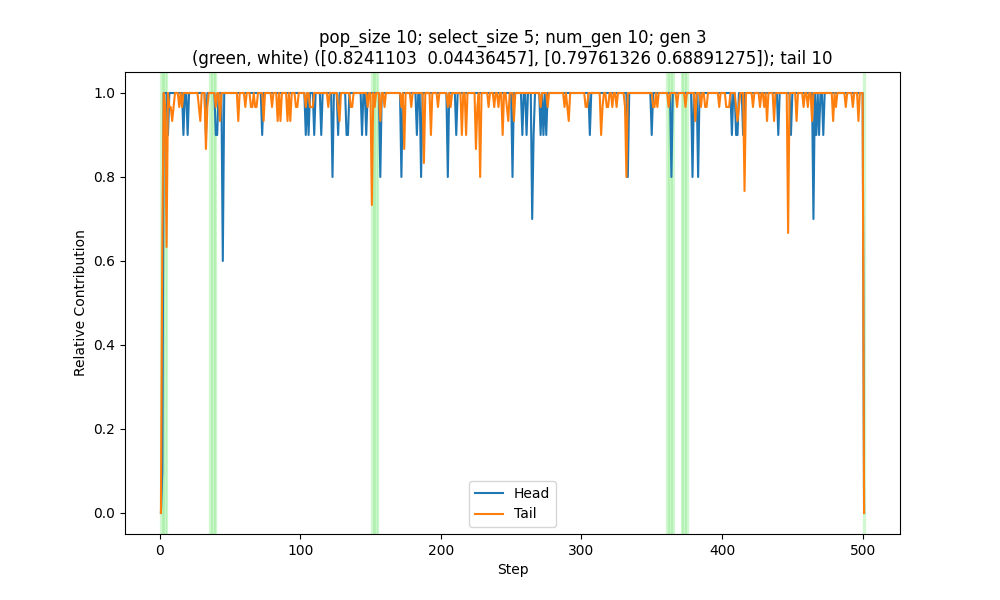 pop_size 10; select_size 5; num_gen 10; gen 3
(green, white) ([0.8241103  0.04436457], [0.79761326 0.68891275]); tail 10
1.0
0.8
0.6
0.4
0.2
0.0
Relative Contribution
Head
Tail
0
100
200
300
400
500
Step